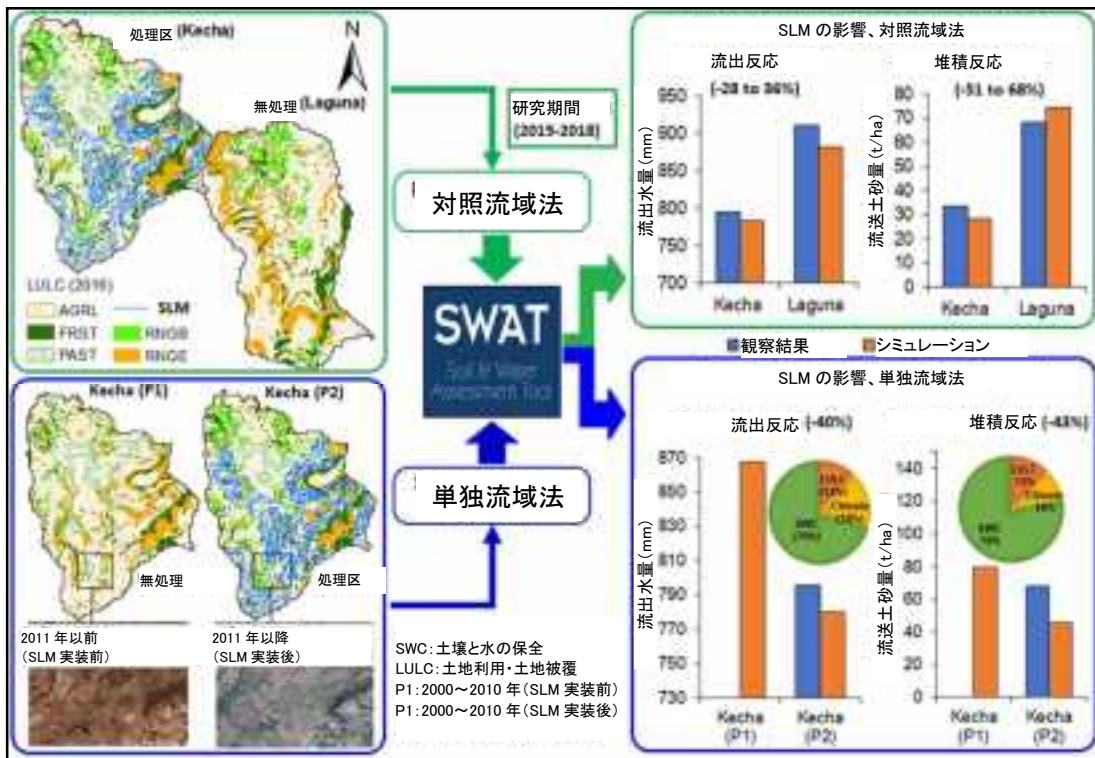 処理区 (Kecha)
N
無処理 (Laguna)
LULC (2016)
AGRL
SLM
FRST
RNGB
PAST
RNGE
研究期間
対照流域法
SWAT
Soil & Water
Assessment Tool
単独流域法
Kecha (P1)
Kecha (P2)
無処理
処理区
2011 年以前
(SLM 実装前)
2011 年以降
(SLM 実装後)
SWC:土壌と水の保全
LULC:土地利用・土地被覆
P1:2000~2010 年(SLM 実装前)
P1:2000~2010 年(SLM 実装後)
SLM の影響、対照流域法
流出反応
(-28 to 36%)
流出水量(mm)
950
900
850
800
750
700
Kecha
Laguna
堆積反応
流送土砂量(t/ha)
80
70
60
50
40
30
20
10
0
Kecha
Laguna
観察結果
シミュレーション
SLM の影響、単独流域法
流出反応 (-40%)
流出水量(mm)
870
850
830
810
790
770
750
730
Kecha
(P1)
Kecha
(P2)
堆積反応 (-43%)
流送土砂量(t/ha)
140
120
100
80
60
40
20
0
Kecha
(P1)
Kecha
(P2)